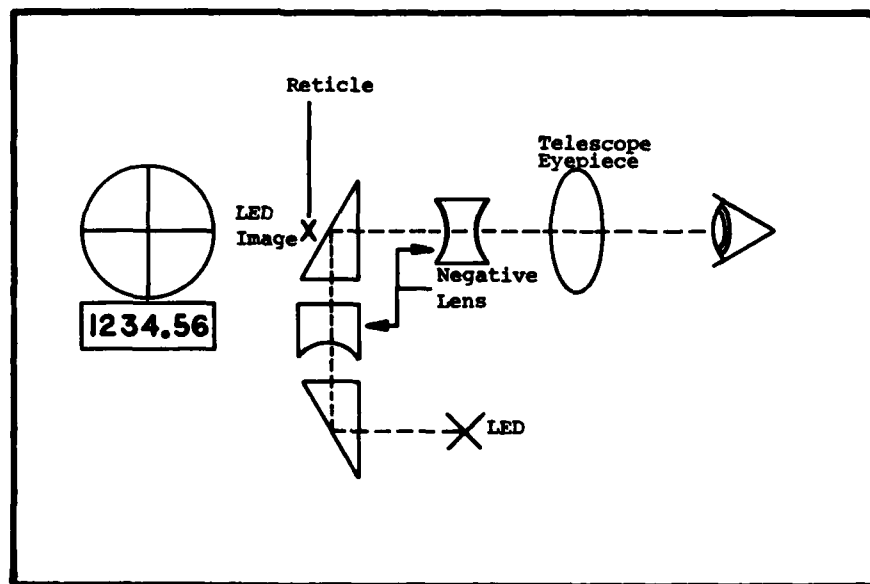 Reticle
Telescope
Eyepiece
LED
Image
Negative
Lens
1234.56
LED